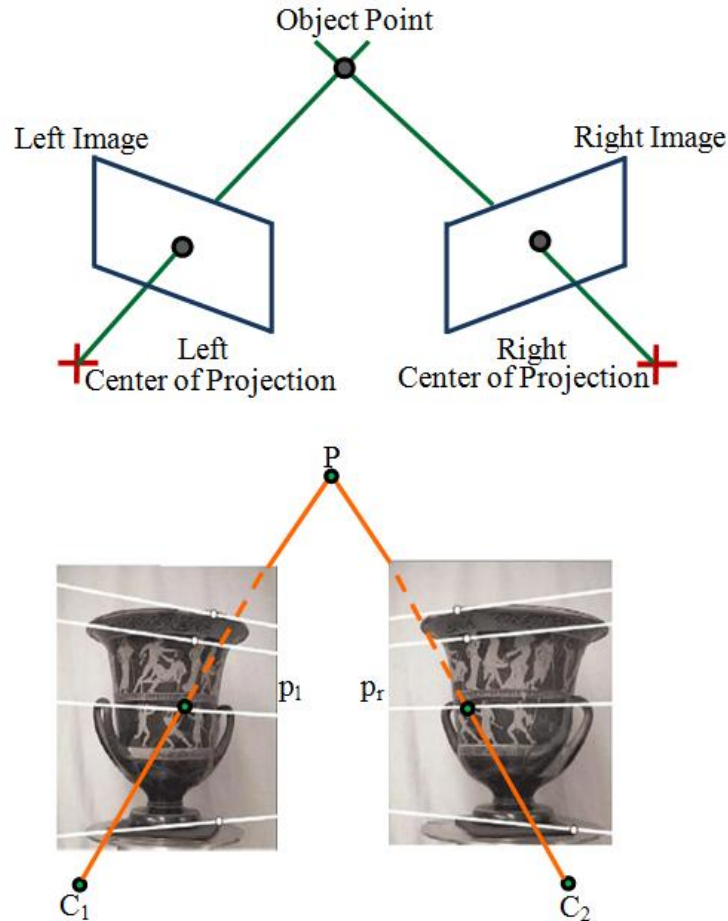 Object Point
Left Image
Right Image
Left
Center of Projection
Right
Center of Projection
P
p₁
pᵣ
C₁
C₂